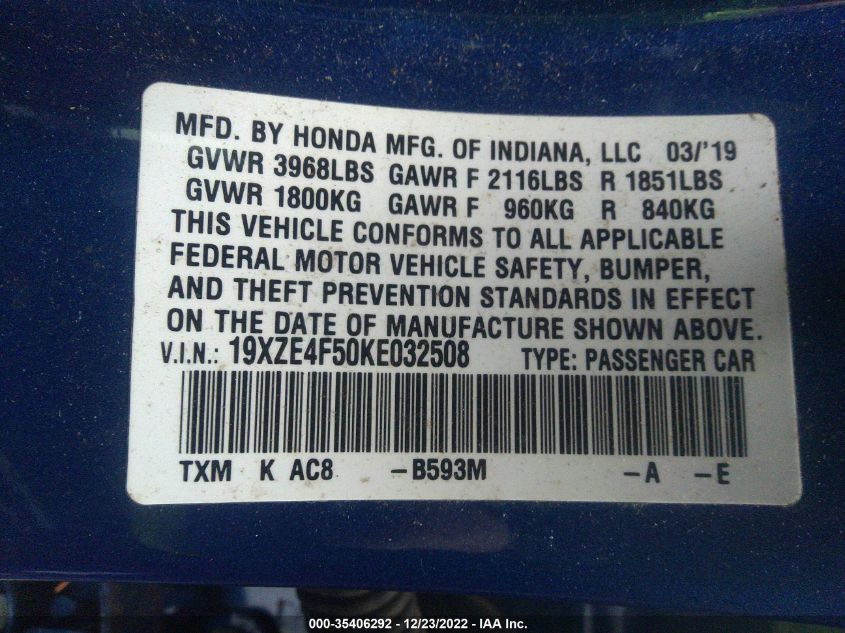 MFD. BY HONDA MFG. OF INDIANA, LLC 03/'19
GVWR 3968LBS GAWR F 2116LBS R 1851LBS
GVWR 1800KG GAWR F 960KG R 840KG
THIS VEHICLE CONFORMS TO ALL APPLICABLE
FEDERAL MOTOR VEHICLE SAFETY, BUMPER,
AND THEFT PREVENTION STANDARDS IN EFFECT
ON THE DATE OF MANUFACTURE SHOWN ABOVE.
V.I.N.: 19XZE4F50KE032508 TYPE: PASSENGER CAR
TXM K AC8 -B593M -A -E
000-35406292 - 12/23/2022 - IAA Inc.